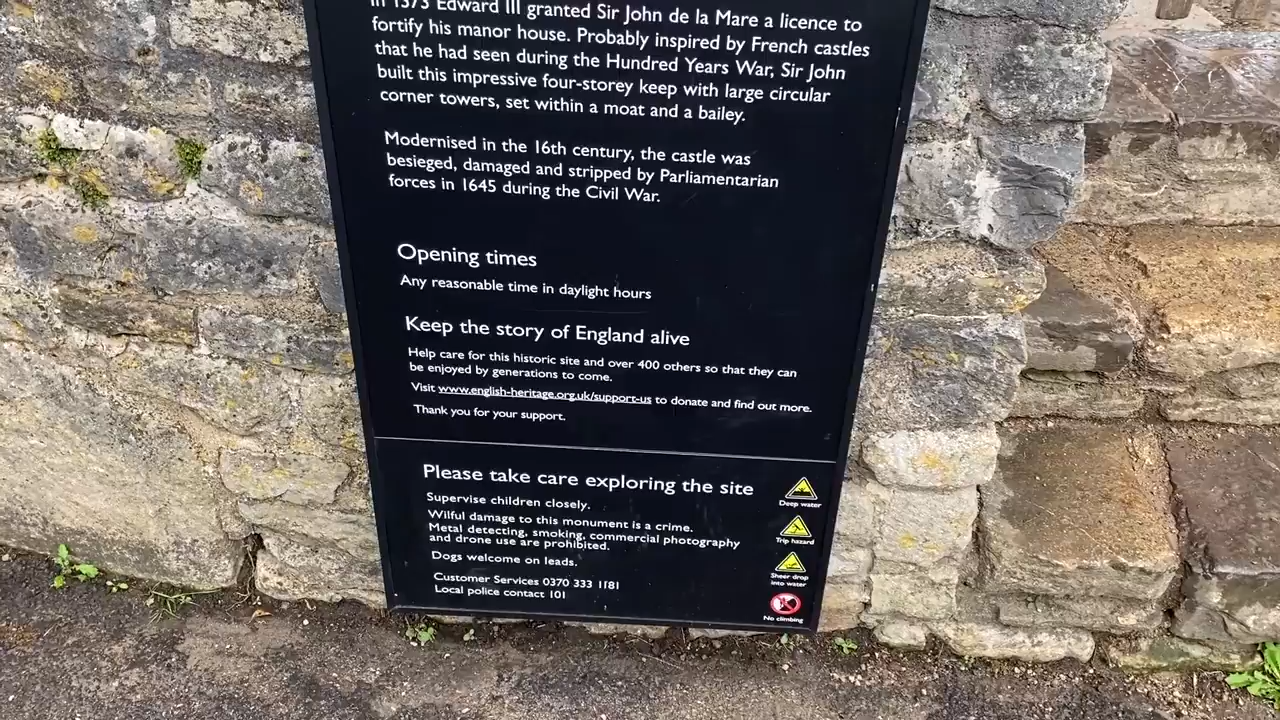 In 1373 Edward III granted Sir John de la Mare a licence to
fortify his manor house. Probably inspired by French castles
that he had seen during the Hundred Years War, Sir John
built this impressive four-storey keep with large circular
corner towers, set within a moat and a bailey.
Modernised in the 16th century, the castle was
besieged, damaged and stripped by Parliamentarian
forces in 1645 during the Civil War.
Opening times
Any reasonable time in daylight hours
Keep the story of England alive
Help care for this historic site and over 400 others so that they can
be enjoyed by generations to come.
Visit www.english-heritage.org.uk/support-us to donate and find out more.
Thank you for your support.
Please take care exploring the site
Supervise children closely.
Wilful damage to this monument is a crime.
Metal detecting, smoking, commercial photography
and drone use are prohibited.
Dogs welcome on leads.
Customer Services 0370 333 1181
Local police contact 101
Deep water
Trip hazard
Sheer drop
into water
No climbing